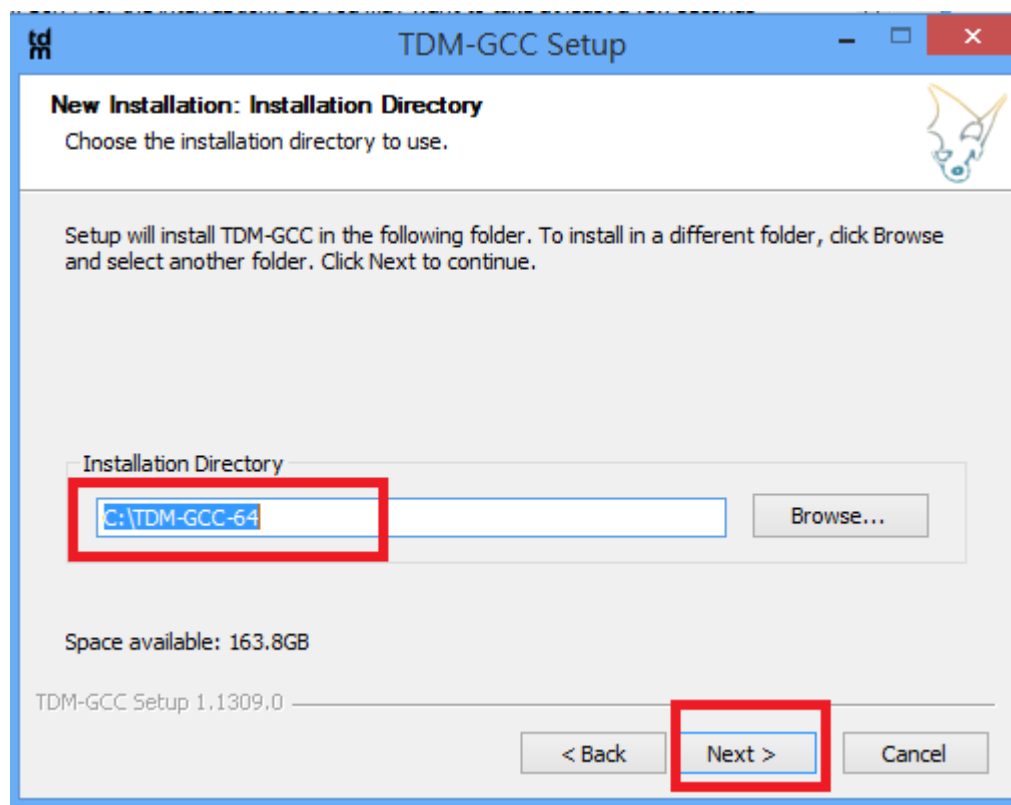 tdm
TDM-GCC Setup
New Installation: Installation Directory
Choose the installation directory to use.
Setup will install TDM-GCC in the following folder. To install in a different folder, click Browse
and select another folder. Click Next to continue.
Installation Directory
C:\TDM-GCC-64
Browse...
Space available: 163.8GB
TDM-GCC Setup 1.1309.0
< Back
Next >
Cancel